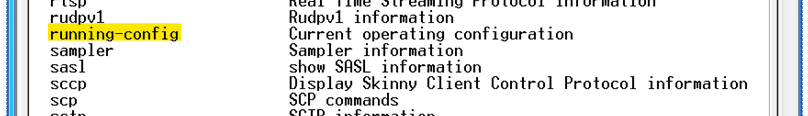 rtsp Real Time Streaming Protocol information
rudpv1 Rudpv1 information
running-config Current operating configuration
sampler Sampler information
sasl show SASL information
sccp Display Skinny Client Control Protocol information
scp SCP commands
sctp SCTP information